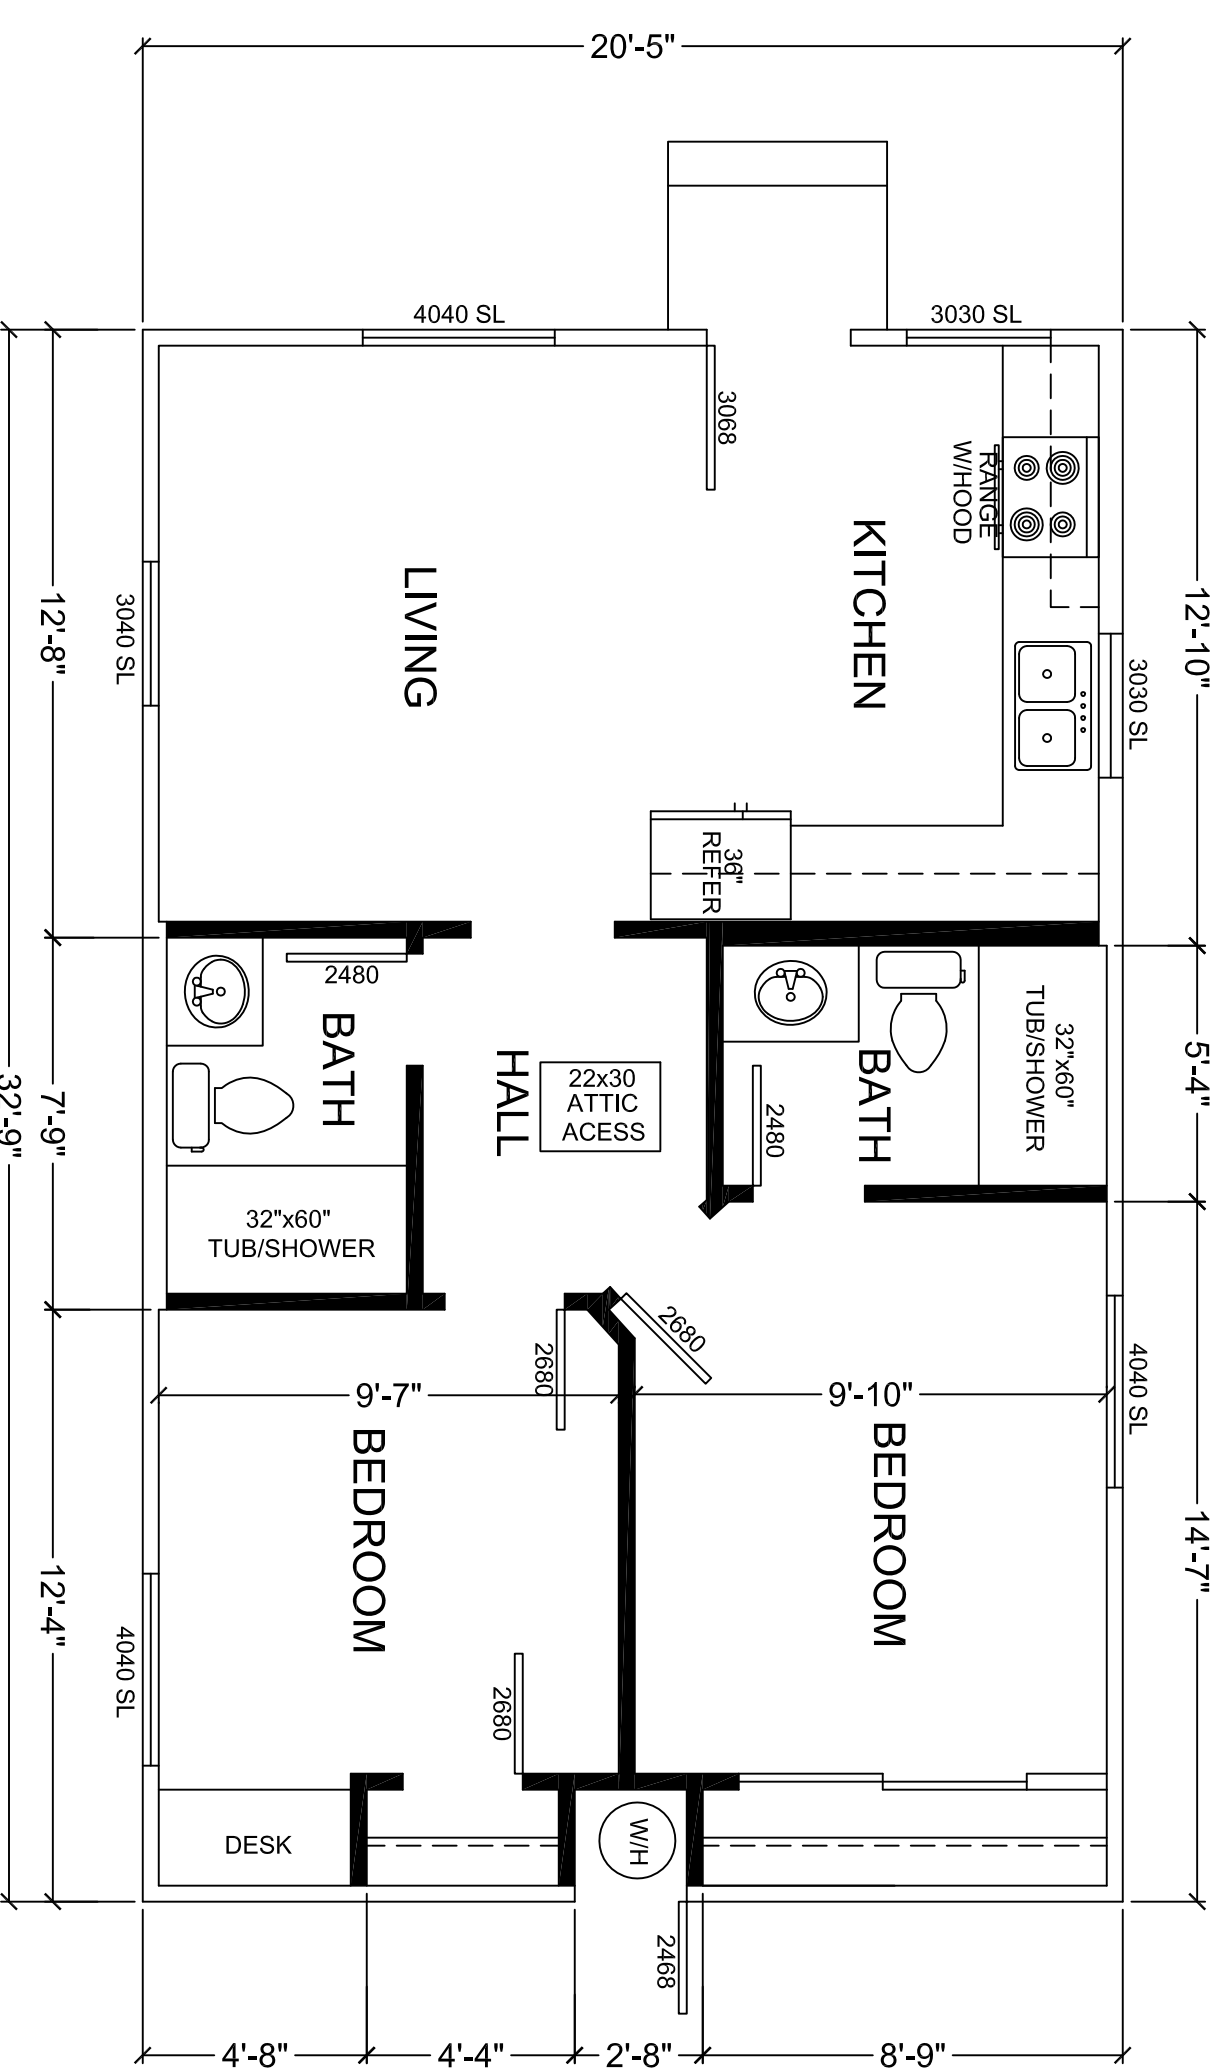 20'-5"
4040 SL
3030 SL
3068
RANGE
W/HOOD
KITCHEN
LIVING
12'-10"
12'-8"
3040 SL
3030 SL
36"
REFER
2480
BATH
HALL
22x30
ATTIC
ACESS
BATH
2480
32"x60"
TUB/SHOWER
5'-4"
7'-9"
32'-9"
32"x60"
TUB/SHOWER
2680
2680
9'-7"
9'-10"
4040 SL
BEDROOM
BEDROOM
14'-7"
12'-4"
4040 SL
2680
DESK
W/H
2468
4'-8"
4'-4"
2'-8"
8'-9"